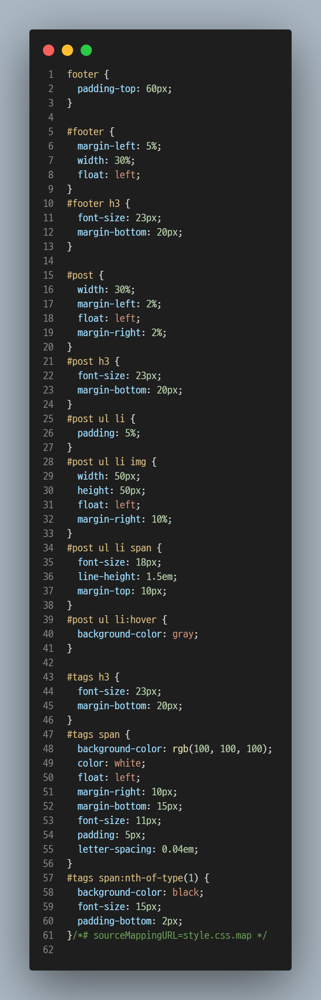 1 footer {
2   padding-top: 60px;
3 }
4
5 #footer {
6   margin-left: 5%;
7   width: 30%;
8   float: left;
9 }
10 #footer h3 {
11   font-size: 23px;
12   margin-bottom: 20px;
13 }
14
15 #post {
16   width: 30%;
17   margin-left: 2%;
18   float: left;
19   margin-right: 2%;
20 }
21 #post h3 {
22   font-size: 23px;
23   margin-bottom: 20px;
24 }
25 #post ul li {
26   padding: 5%;
27 }
28 #post ul li img {
29   width: 50px;
30   height: 50px;
31   float: left;
32   margin-right: 10%;
33 }
34 #post ul li span {
35   font-size: 18px;
36   line-height: 1.5em;
37   margin-top: 10px;
38 }
39 #post ul li:hover {
40   background-color: gray;
41 }
42
43 #tags h3 {
44   font-size: 23px;
45   margin-bottom: 20px;
46 }
47 #tags span {
48   background-color: rgb(100, 100, 100);
49   color: white;
50   float: left;
51   margin-right: 10px;
52   margin-bottom: 15px;
53   font-size: 11px;
54   padding: 5px;
55   letter-spacing: 0.04em;
56 }
57 #tags span:nth-of-type(1) {
58   background-color: black;
59   font-size: 15px;
60   padding-bottom: 2px;
61 }/*# sourceMappingURL=style.css.map */
62